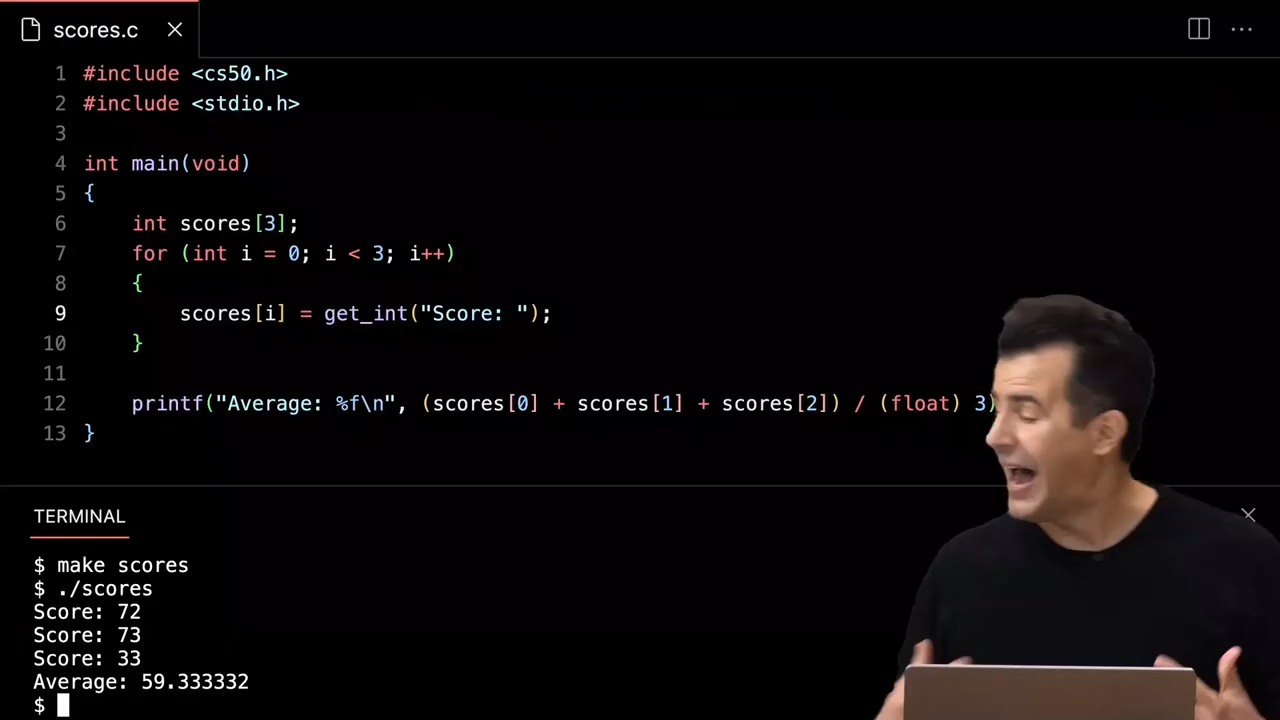 scores.c
1 #include <cs50.h>
2 #include <stdio.h>
3
4 int main(void)
5 {
6     int scores[3];
7     for (int i = 0; i < 3; i++)
8     {
9         scores[i] = get_int("Score: ");
10     }
11
12     printf("Average: %f\n", (scores[0] + scores[1] + scores[2]) / (float) 3)
13 }
TERMINAL
$ make scores
$ ./scores
Score: 72
Score: 73
Score: 33
Average: 59.333332
$